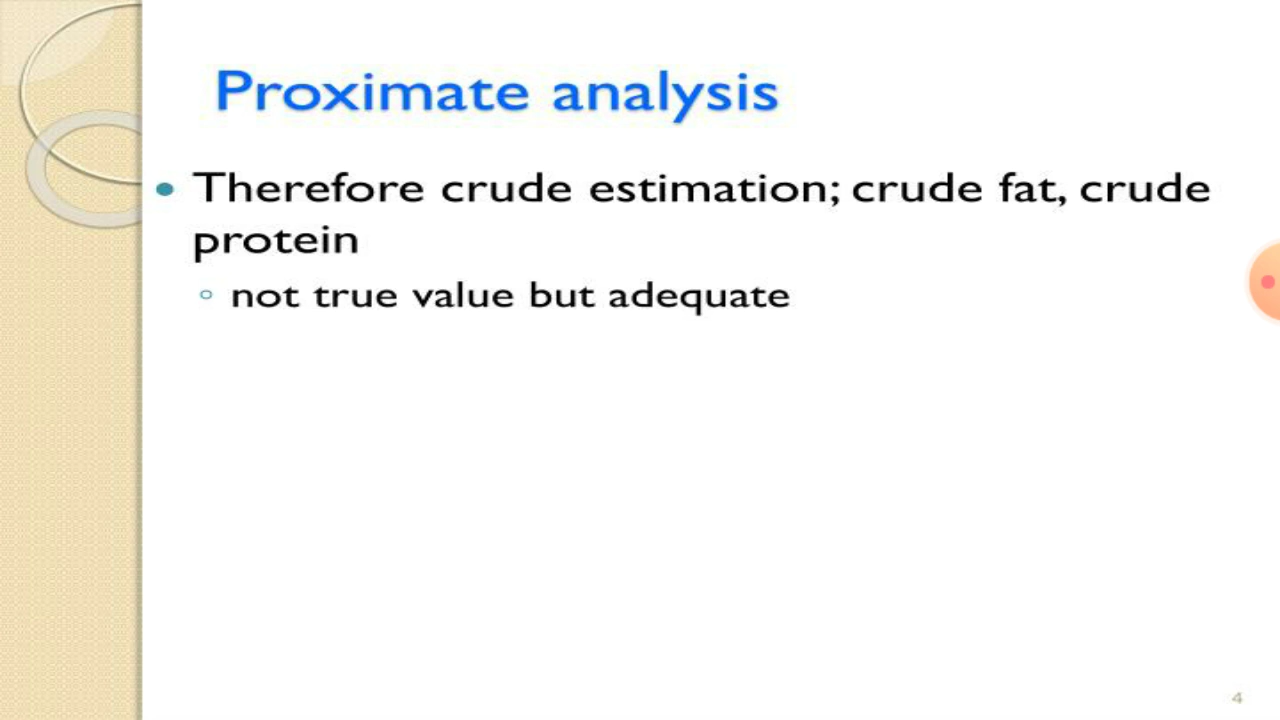 Proximate analysis
• Therefore crude estimation; crude fat, crude
protein
◦ not true value but adequate
4